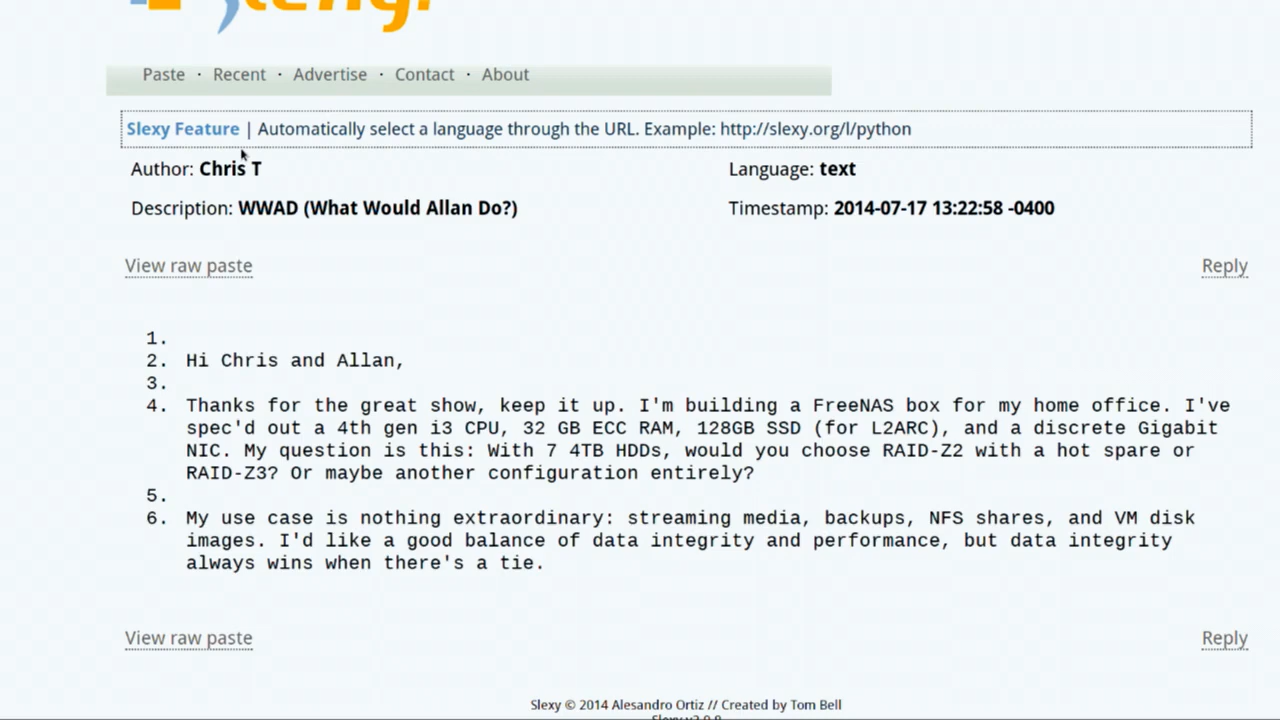 Paste · Recent · Advertise · Contact · About
Slexy Feature | Automatically select a language through the URL. Example: http://slexy.org/l/python
Author: Chris T
Language: text
Description: WWAD (What Would Allan Do?)
Timestamp: 2014-07-17 13:22:58 -0400
View raw paste
Reply
1.
2. Hi Chris and Allan,
3.
4. Thanks for the great show, keep it up. I'm building a FreeNAS box for my home office. I've
spec'd out a 4th gen i3 CPU, 32 GB ECC RAM, 128GB SSD (for L2ARC), and a discrete Gigabit
NIC. My question is this: With 7 4TB HDDs, would you choose RAID-Z2 with a hot spare or
RAID-Z3? Or maybe another configuration entirely?
5.
6. My use case is nothing extraordinary: streaming media, backups, NFS shares, and VM disk
images. I'd like a good balance of data integrity and performance, but data integrity
always wins when there's a tie.
View raw paste
Reply
Slexy © 2014 Alesandro Ortiz // Created by Tom Bell